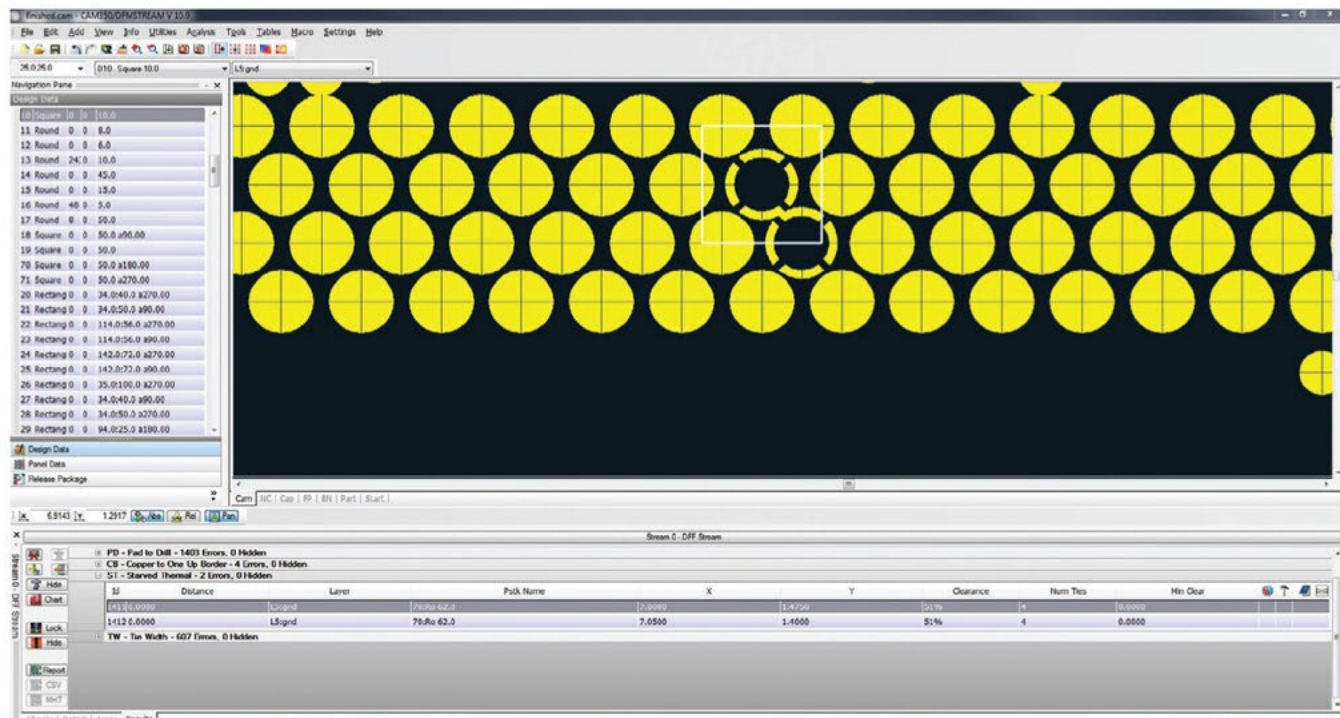 finished.cam - CAM350/DFMSTREAM V 10.9
File Edit Add View Info Utilities Analysis Tools Tables Macro Settings Help
25.0:25.0 D10 Square 10.0 L5:gnd
Navigation Pane
Design Data
10 Square 0 0 10.0
11 Round 0 0 8.0
12 Round 0 0 6.0
13 Round 0 10.0
14 Round 0 0 45.0
15 Round 0 0 15.0
16 Round 0 5.0
17 Round 0 50.0
18 Square 0 0 50.0 a90.00
19 Square 0 0 50.0
70 Square 0 0 50.0 a180.00
71 Square 0 0 50.0 a270.00
20 Rectang 0 0 34.0:40.0 a270.00
21 Rectang 0 0 34.0:50.0 a90.00
22 Rectang 0 0 114.0:56.0 a270.00
23 Rectang 0 0 114.0:56.0 a90.00
24 Rectang 0 0 142.0:72.0 a270.00
25 Rectang 0 0 142.0:72.0 a90.00
26 Rectang 0 0 35.0:100.0 a270.00
27 Rectang 0 0 34.0:40.0 a90.00
28 Rectang 0 0 34.0:50.0 a270.00
29 Rectang 0 0 94.0:25.0 a180.00
Design Data
Panel Data
Release Package
Cam NC Cap FP BN Part Start
X 6.9143 Y 1.2917 Abs Rel Pan
Stream 0 - DFF Stream
Stream 0 - DFF Stream
PD - Pad to Drill - 1403 Errors, 0 Hidden
CB - Copper to One Up Border - 4 Errors, 0 Hidden
ST - Starved Thermal - 2 Errors, 0 Hidden
Id Distance Layer Pstk Name X Y Clearance Num Ties Min Clear
1411 0.0000 L5:gnd 70:Ro 62.0 7.0000 1.4750 51% 4 0.0000
1412 0.0000 L5:gnd 70:Ro 62.0 7.0500 1.4000 51% 4 0.0000
TW - Tie Width - 607 Errors, 0 Hidden
Hide
Chart
Lock
Hide
Report
CSV
MHT
Results